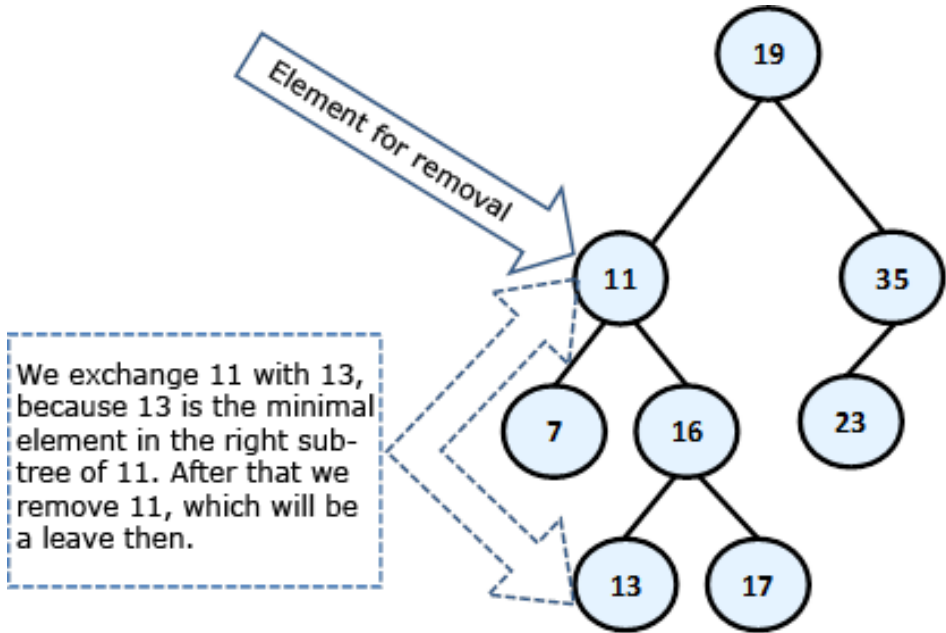 19
Element for removal
11
35
We exchange 11 with 13,
because 13 is the minimal
element in the right sub-
tree of 11. After that we
remove 11, which will be
a leave then.
7
16
23
13
17